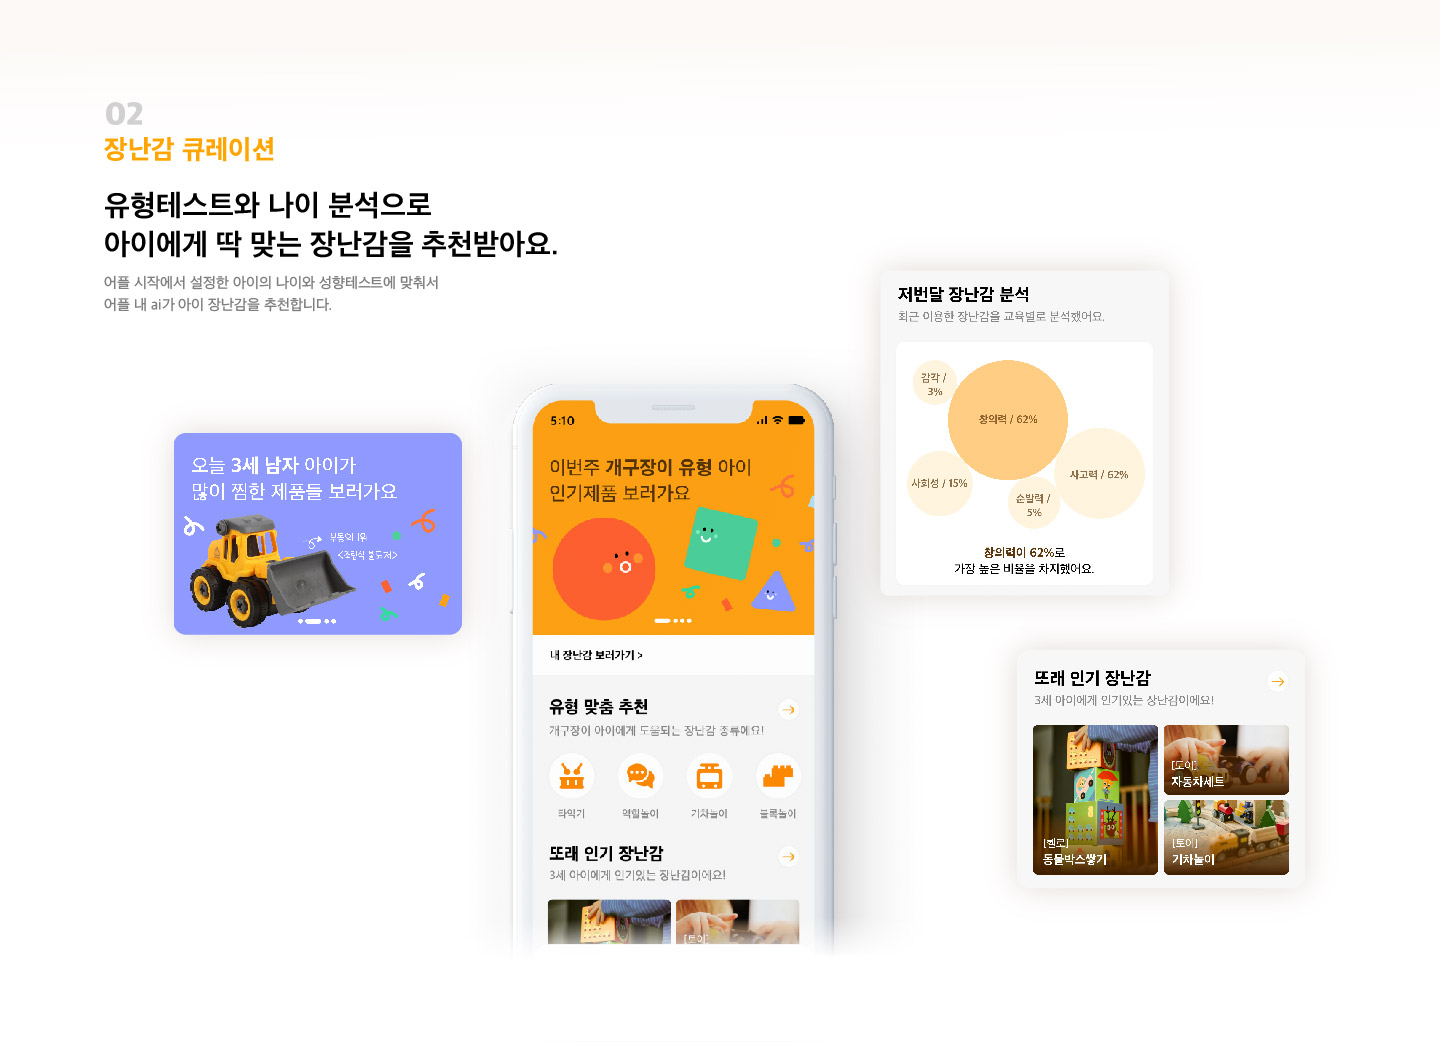 02
장난감 큐레이션
유형테스트와 나이 분석으로
아이에게 딱 맞는 장난감을 추천받아요.
어플 시작에서 설정한 아이의 나이와 성향테스트에 맞춰서
어플 내 ai가 아이 장난감을 추천합니다.
오늘 3세 남자 아이가
많이 찜한 제품들 보러가요
5:10
이번주 개구장이 유형 아이
인기제품 보러가요
내 장난감 보러가기 >
유형 맞춤 추천
개구장이 아이에게 도움되는 장난감 종류에요!
타악기
역할놀이
기차놀이
블록놀이
또래 인기 장난감
3세 아이에게 인기있는 장난감이에요!
[토이]
저번달 장난감 분석
최근 이용한 장난감을 교육별로 분석했어요.
감각 /
3%
창의력 / 62%
사고력 / 62%
사회성 / 15%
순발력 /
5%
창의력이 62%로
가장 높은 비율을 차지했어요.
또래 인기 장난감
3세 아이에게 인기있는 장난감이에요!
[토이]
자동차세트
[헬로]
동물박스쌓기
[토이]
기차놀이